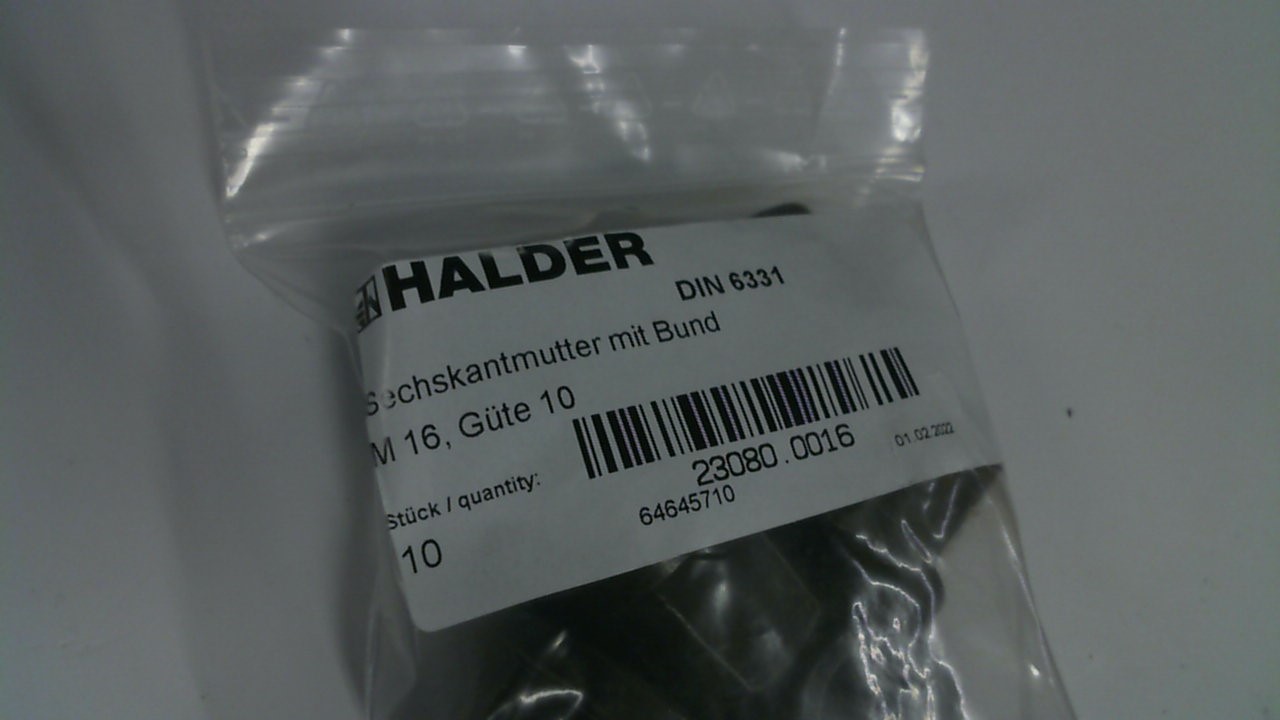 HALDER
DIN 6331
Sechskantmutter mit Bund
M 16, Güte 10
23080.0016
01.02.2022
Stück / quantity:
64645710
10